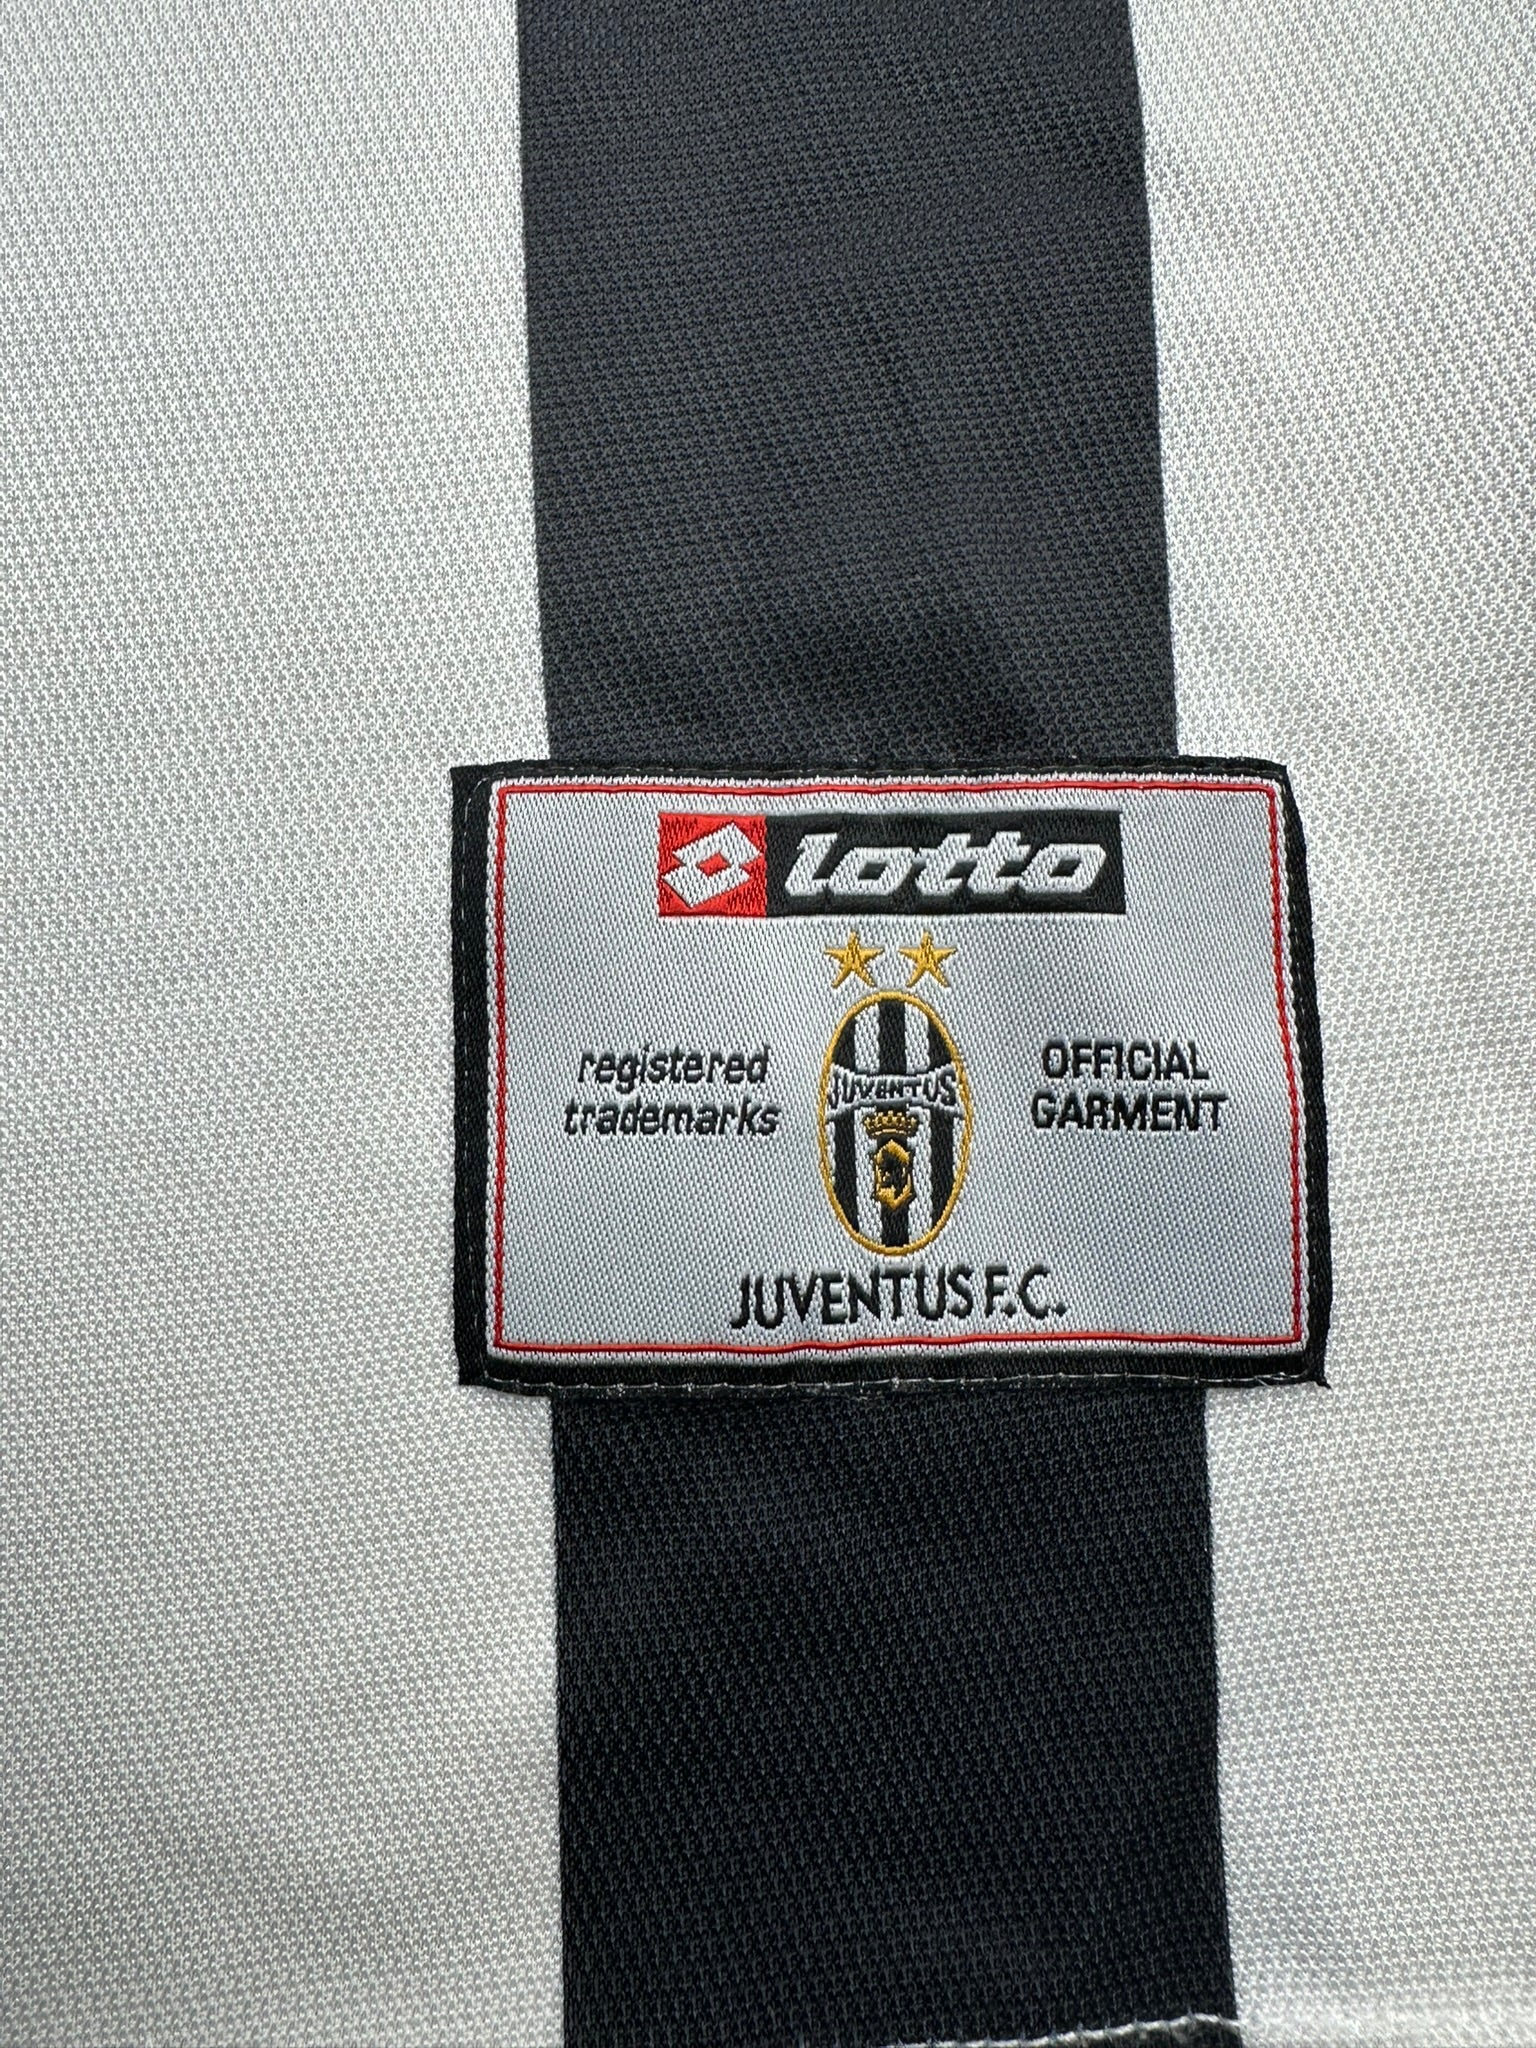 lotto
registered
trademarks
JUVENTUS
OFFICIAL
GARMENT
JUVENTUS F.C.